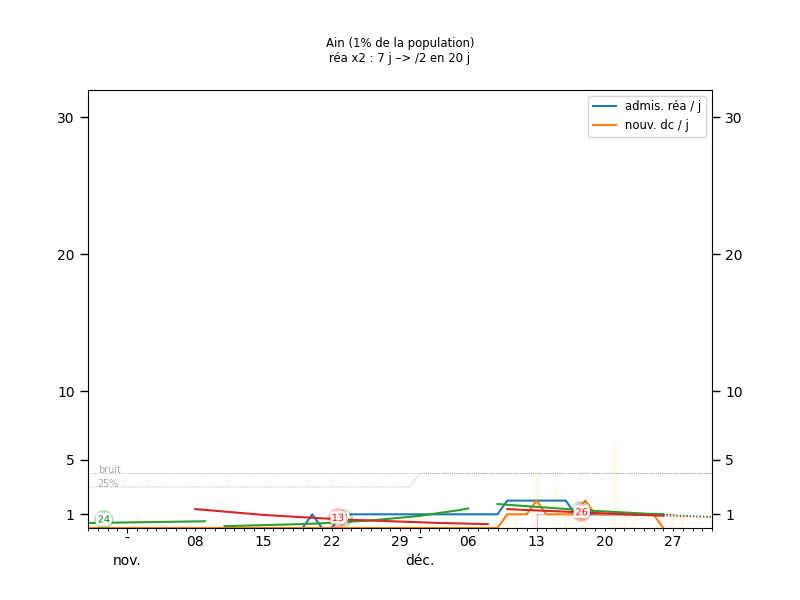 Ain (1% de la population)
réa x2 : 7 j –> /2 en 20 j
admis. réa / j
nouv. dc / j
30 30
20 20
10 10
bruit
5 5
25%
24 13 26
1 1
- 08 15 22 29 - 06 13 20 27
nov. déc.